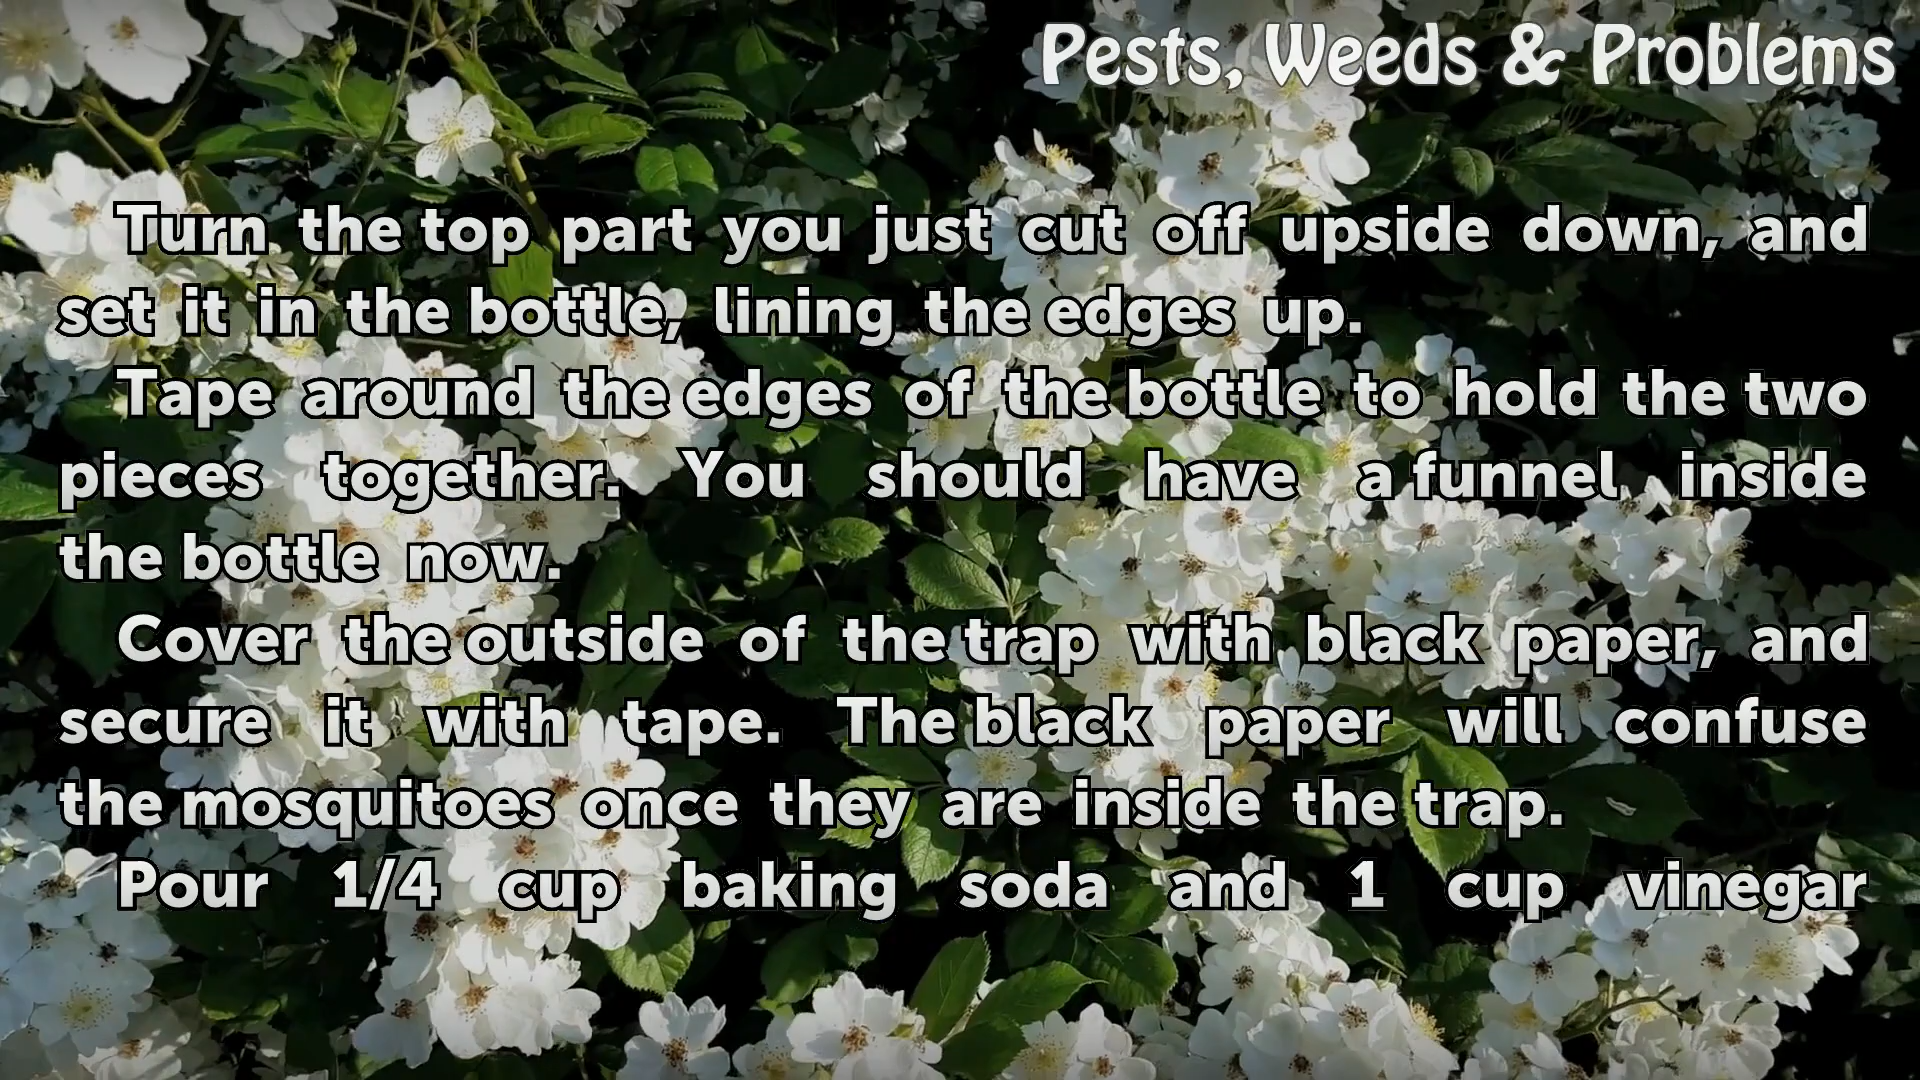 Pests, Weeds & Problems
Turn the top part you just cut off upside down, and
set it in the bottle, lining the edges up.
Tape around the edges of the bottle to hold the two
pieces together. You should have a funnel inside
the bottle now.
Cover the outside of the trap with black paper, and
secure it with tape. The black paper will confuse
the mosquitoes once they are inside the trap.
Pour 1/4 cup baking soda and 1 cup vinegar